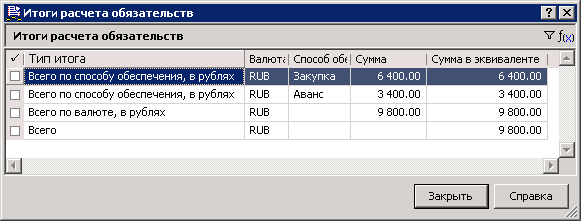 Итоги расчета обязательств
Итоги расчета обязательств f(x)
✓ Тип итога Валюта Способ обе Сумма Сумма в эквиваленте
Всего по способу обеспечения, в рублях RUB Закупка 6 400.00 6 400.00
Всего по способу обеспечения, в рублях RUB Аванс 3 400.00 3 400.00
Всего по валюте, в рублях RUB 9 800.00 9 800.00
Всего RUB 9 800.00
Закрыть Справка